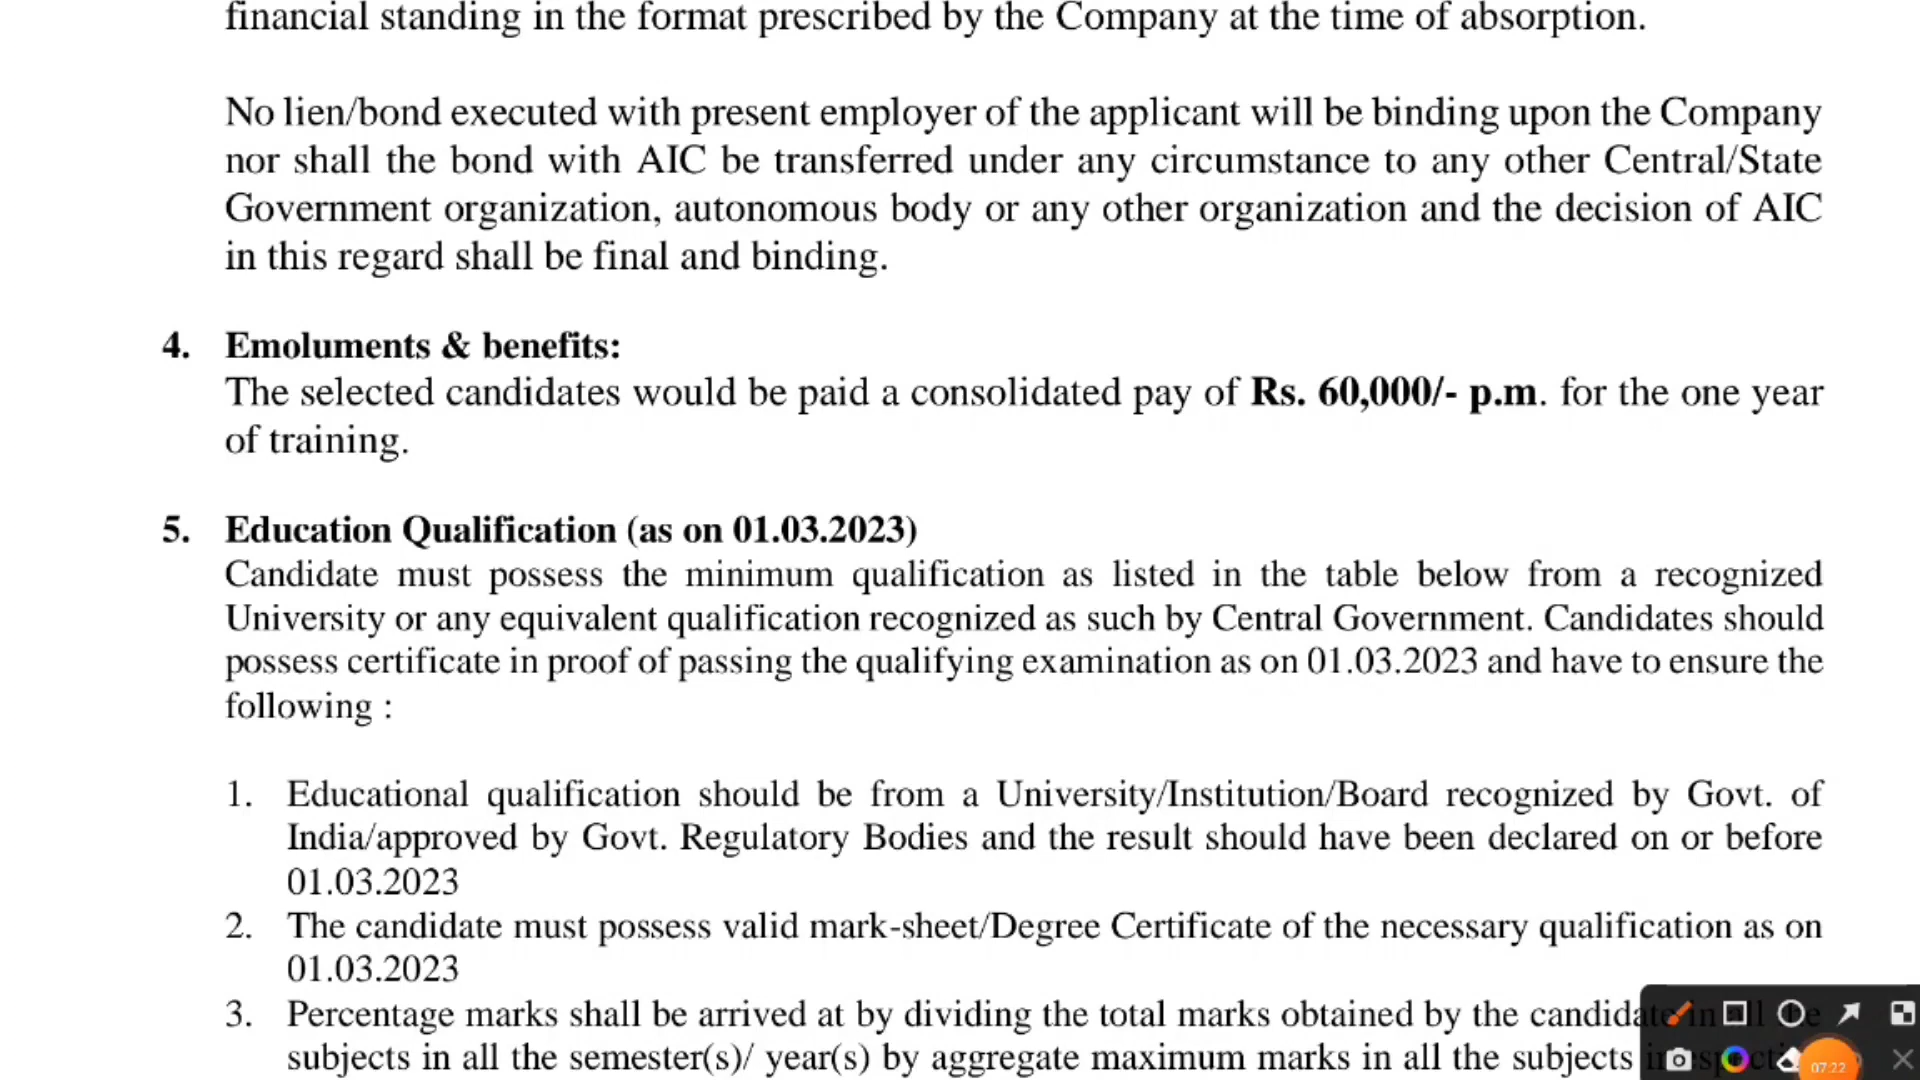 financial standing in the format prescribed by the Company at the time of absorption.
No lien/bond executed with present employer of the applicant will be binding upon the Company
nor shall the bond with AIC be transferred under any circumstance to any other Central/State
Government organization, autonomous body or any other organization and the decision of AIC
in this regard shall be final and binding.
4. Emoluments & benefits:
The selected candidates would be paid a consolidated pay of Rs. 60,000/- p.m. for the one year
of training.
5. Education Qualification (as on 01.03.2023)
Candidate must possess the minimum qualification as listed in the table below from a recognized
University or any equivalent qualification recognized as such by Central Government. Candidates should
possess certificate in proof of passing the qualifying examination as on 01.03.2023 and have to ensure the
following :
1. Educational qualification should be from a University/Institution/Board recognized by Govt. of
India/approved by Govt. Regulatory Bodies and the result should have been declared on or before
01.03.2023
2. The candidate must possess valid mark-sheet/Degree Certificate of the necessary qualification as on
01.03.2023
3. Percentage marks shall be arrived at by dividing the total marks obtained by the candidate in all the
subjects in all the semester(s)/ year(s) by aggregate maximum marks in all the subjects
07:22